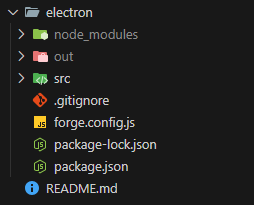 electron
node_modules
out
src
.gitignore
forge.config.js
package-lock.json
package.json
README.md